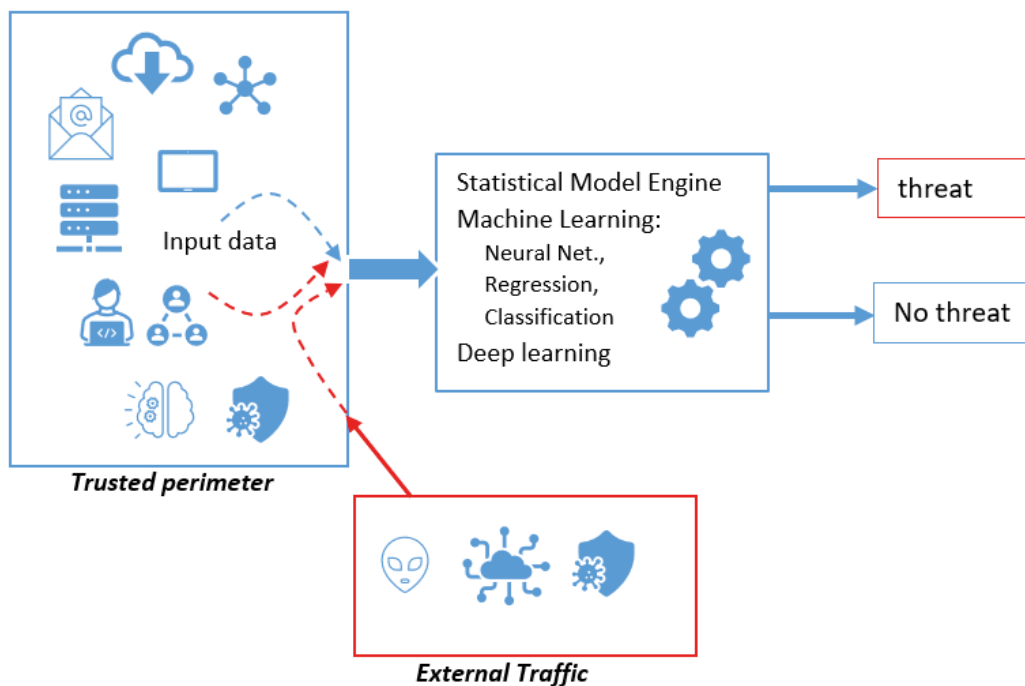 @
Input data
</>
Trusted perimeter
Statistical Model Engine
Machine Learning:
Neural Net.,
Regression,
Classification
Deep learning
threat
No threat
External Traffic